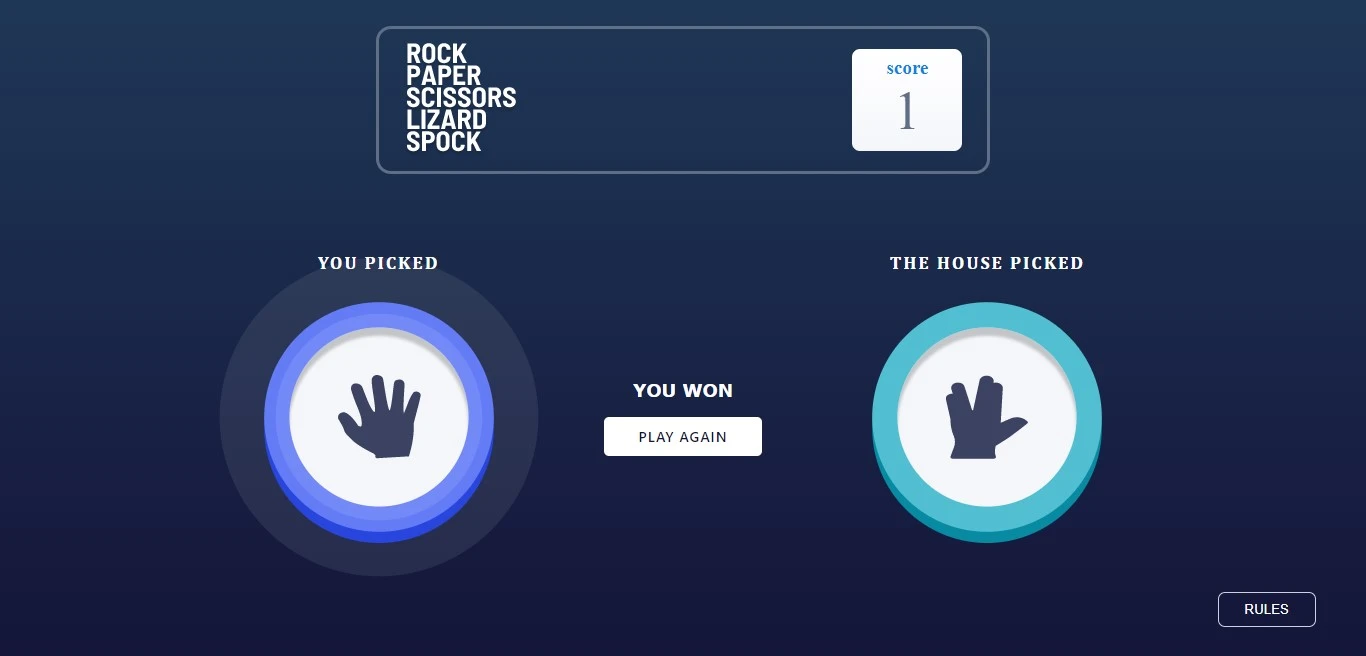 ROCK
PAPER
SCISSORS
LIZARD
SPOCK
score
1
YOU PICKED
THE HOUSE PICKED
YOU WON
PLAY AGAIN
RULES